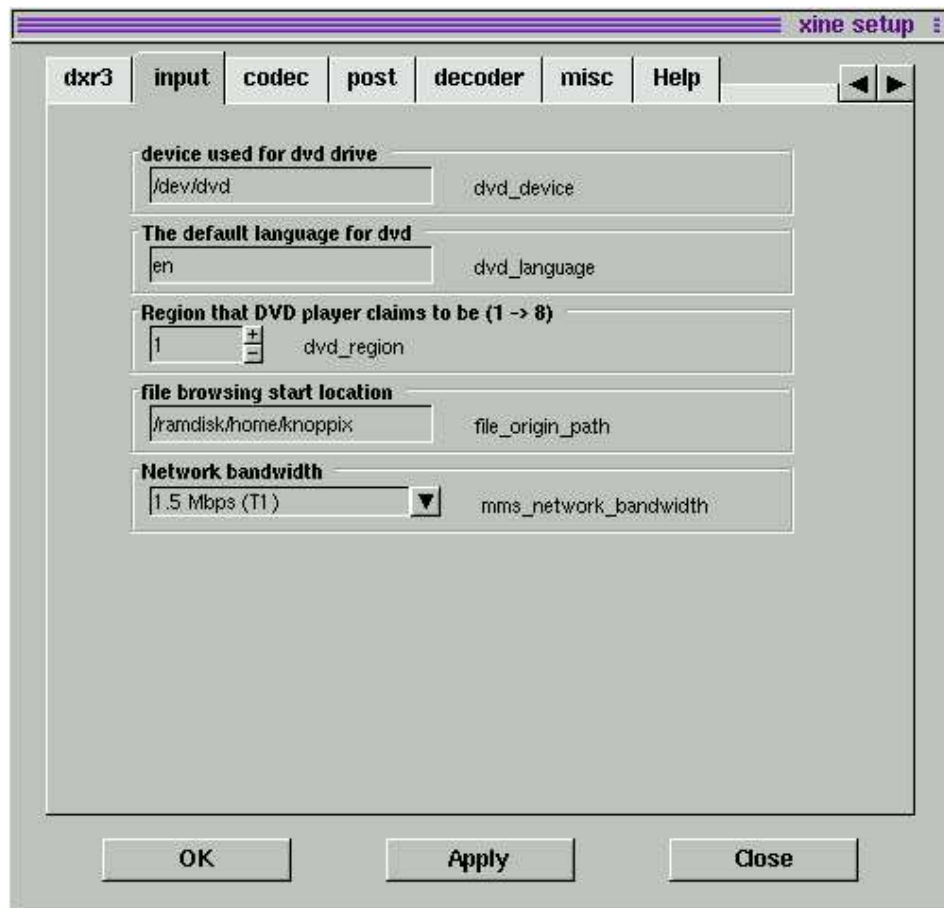 xine setup
dxr3 input codec post decoder misc Help
device used for dvd drive
/dev/dvd dvd_device
The default language for dvd
en dvd_language
Region that DVD player claims to be (1 -> 8)
1 + - dvd_region
file browsing start location
/ramdisk/home/knoppix file_origin_path
Network bandwidth
1.5 Mbps (T1) mms_network_bandwidth
OK Apply Close